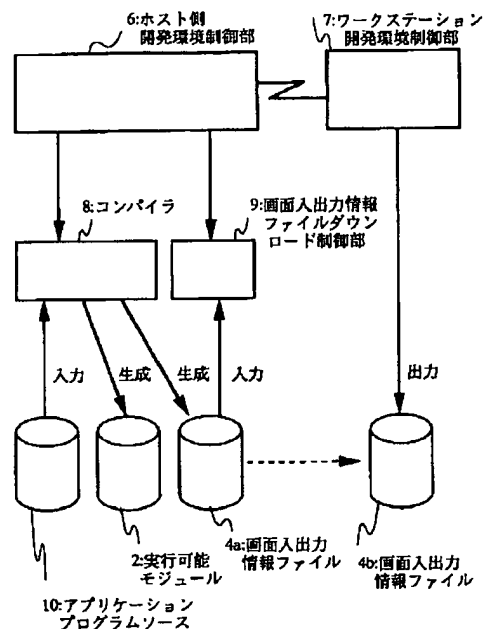 6:ホスト側
開発環境制御部
7:ワークステーション
開発環境制御部
8:コンパイラ
9:画面入出力情報
ファイルダウン
ロード制御部
入力
生成
生成
入力
出力
2:実行可能
モジュール
4a:画面入出力
情報ファイル
4b:画面入出力
情報ファイル
10:アプリケーション
プログラムソース